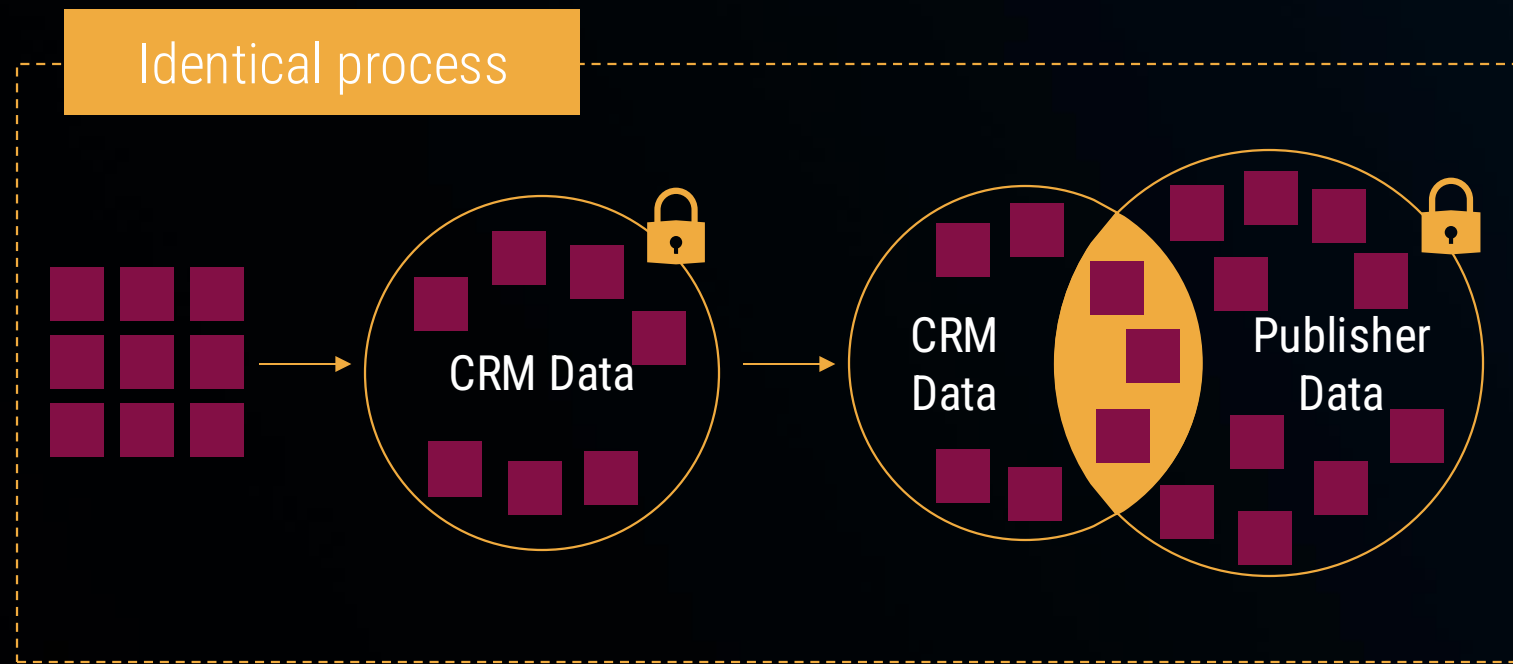 Identical process
CRM Data
CRM
Data
Publisher
Data